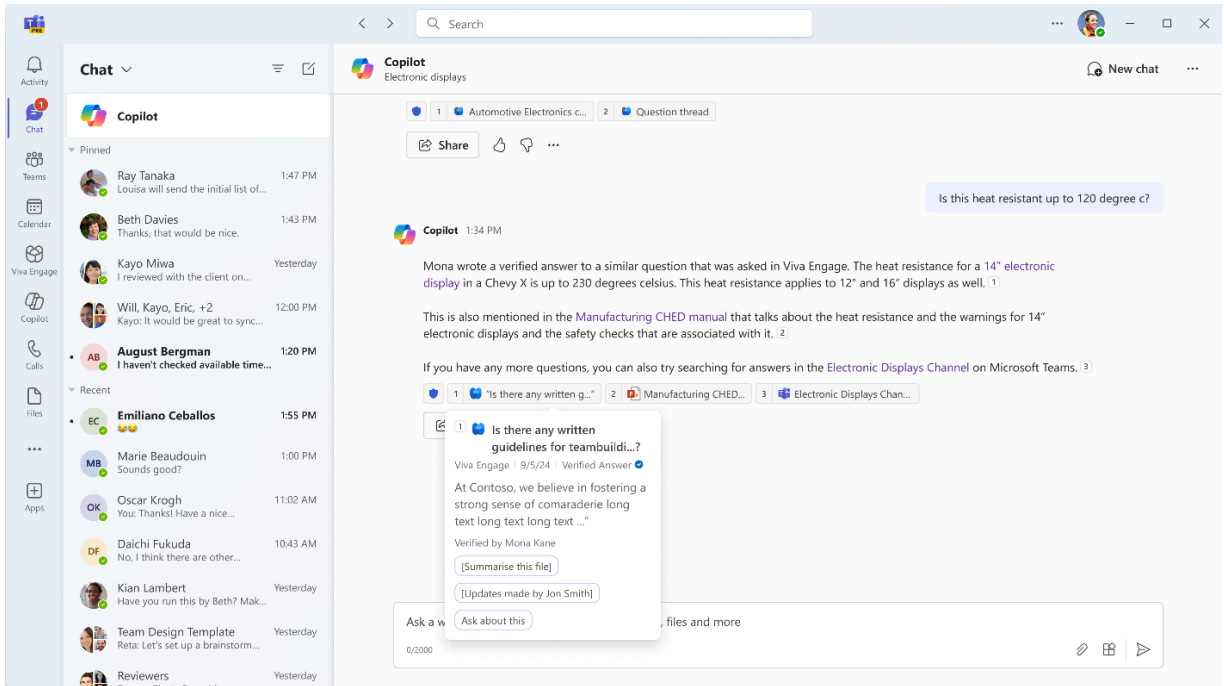 PRE
Search
Activity
1
Chat
Teams
Calendar
Viva Engage
Copilot
Calls
Files
Apps
Chat
Copilot
Pinned
Ray Tanaka 1:47 PM
Louisa will send the initial list of...
Beth Davies 1:43 PM
Thanks, that would be nice.
Kayo Miwa Yesterday
I reviewed with the client on...
Will, Kayo, Eric, +2 12:00 PM
Kayo: It would be great to sync...
AB
August Bergman 1:20 PM
I haven't checked available time...
Recent
EC
Emiliano Ceballos 1:55 PM
😂😂
MB
Marie Beaudouin 1:00 PM
Sounds good?
OK
Oscar Krogh 11:02 AM
You: Thanks! Have a nice...
DF
Daichi Fukuda 10:43 AM
No, I think there are other...
Kian Lambert Yesterday
Have you run this by Beth? Mak...
Team Design Template Yesterday
Reta: Let's set up a brainstorm...
Reviewers Yesterday
Copilot
Electronic displays
New chat
1 Automotive Electronics c... 2 Question thread
Share
Is this heat resistant up to 120 degree c?
Copilot 1:34 PM
Mona wrote a verified answer to a similar question that was asked in Viva Engage. The heat resistance for a 14” electronic
display in a Chevy X is up to 230 degrees celsius. This heat resistance applies to 12" and 16” displays as well. 1
This is also mentioned in the Manufacturing CHED manual that talks about the heat resistance and the warnings for 14”
electronic displays and the safety checks that are associated with it. 2
If you have any more questions, you can also try searching for answers in the Electronic Displays Channel on Microsoft Teams. 3
1 “Is there any written g...” 2 Manufacturing CHED... 3 Electronic Displays Chan...
1 Is there any written
guidelines for teambuildi...?
Viva Engage | 9/5/24 | Verified Answer
At Contoso, we believe in fostering a
strong sense of comaraderie long
text long text long text ...”
Verified by Mona Kane
[Summarise this file]
[Updates made by Jon Smith]
Ask about this
Ask a w , files and more
0/2000